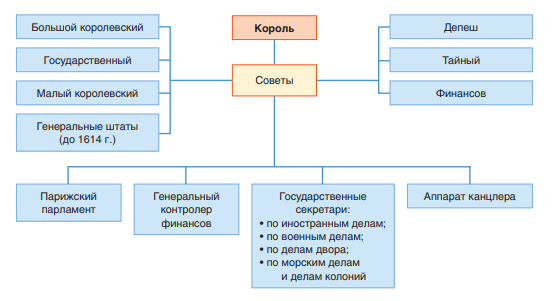 Большой королевский
Государственный
Малый королевский
Генеральные штаты
(до 1614 г.)
Король
Советы
Депеш
Тайный
Финансов
Парижский
парламент
Генеральный
контролер
финансов
Государственные
секретари:
• по иностранным делам;
• по военным делам;
• по делам двора;
• по морским делам
и делам колоний
Аппарат канцлера